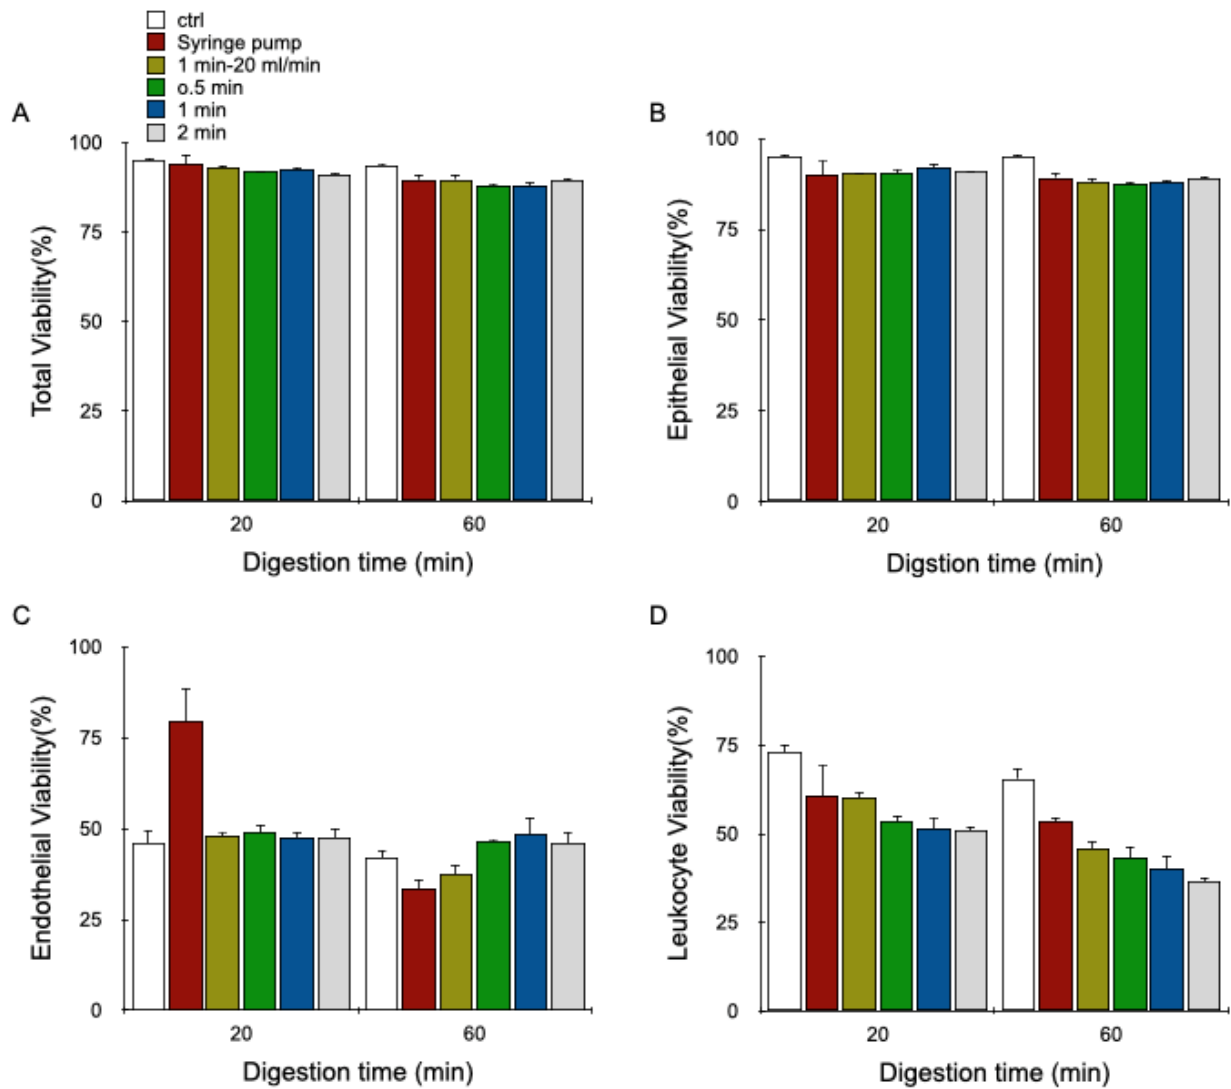 ctrl
Syringe pump
1 min-20 ml/min
o.5 min
1 min
2 min
A
100
75
50
25
0
Total Viability(%)
20
60
Digestion time (min)
B
100
75
50
25
0
Epithelial Viability(%)
20
60
Digstion time (min)
C
100
75
50
25
0
Endothelial Viability(%)
20
60
Digestion time (min)
D
100
75
50
25
0
Leukocyte Viability(%)
20
60
Digestion time (min)